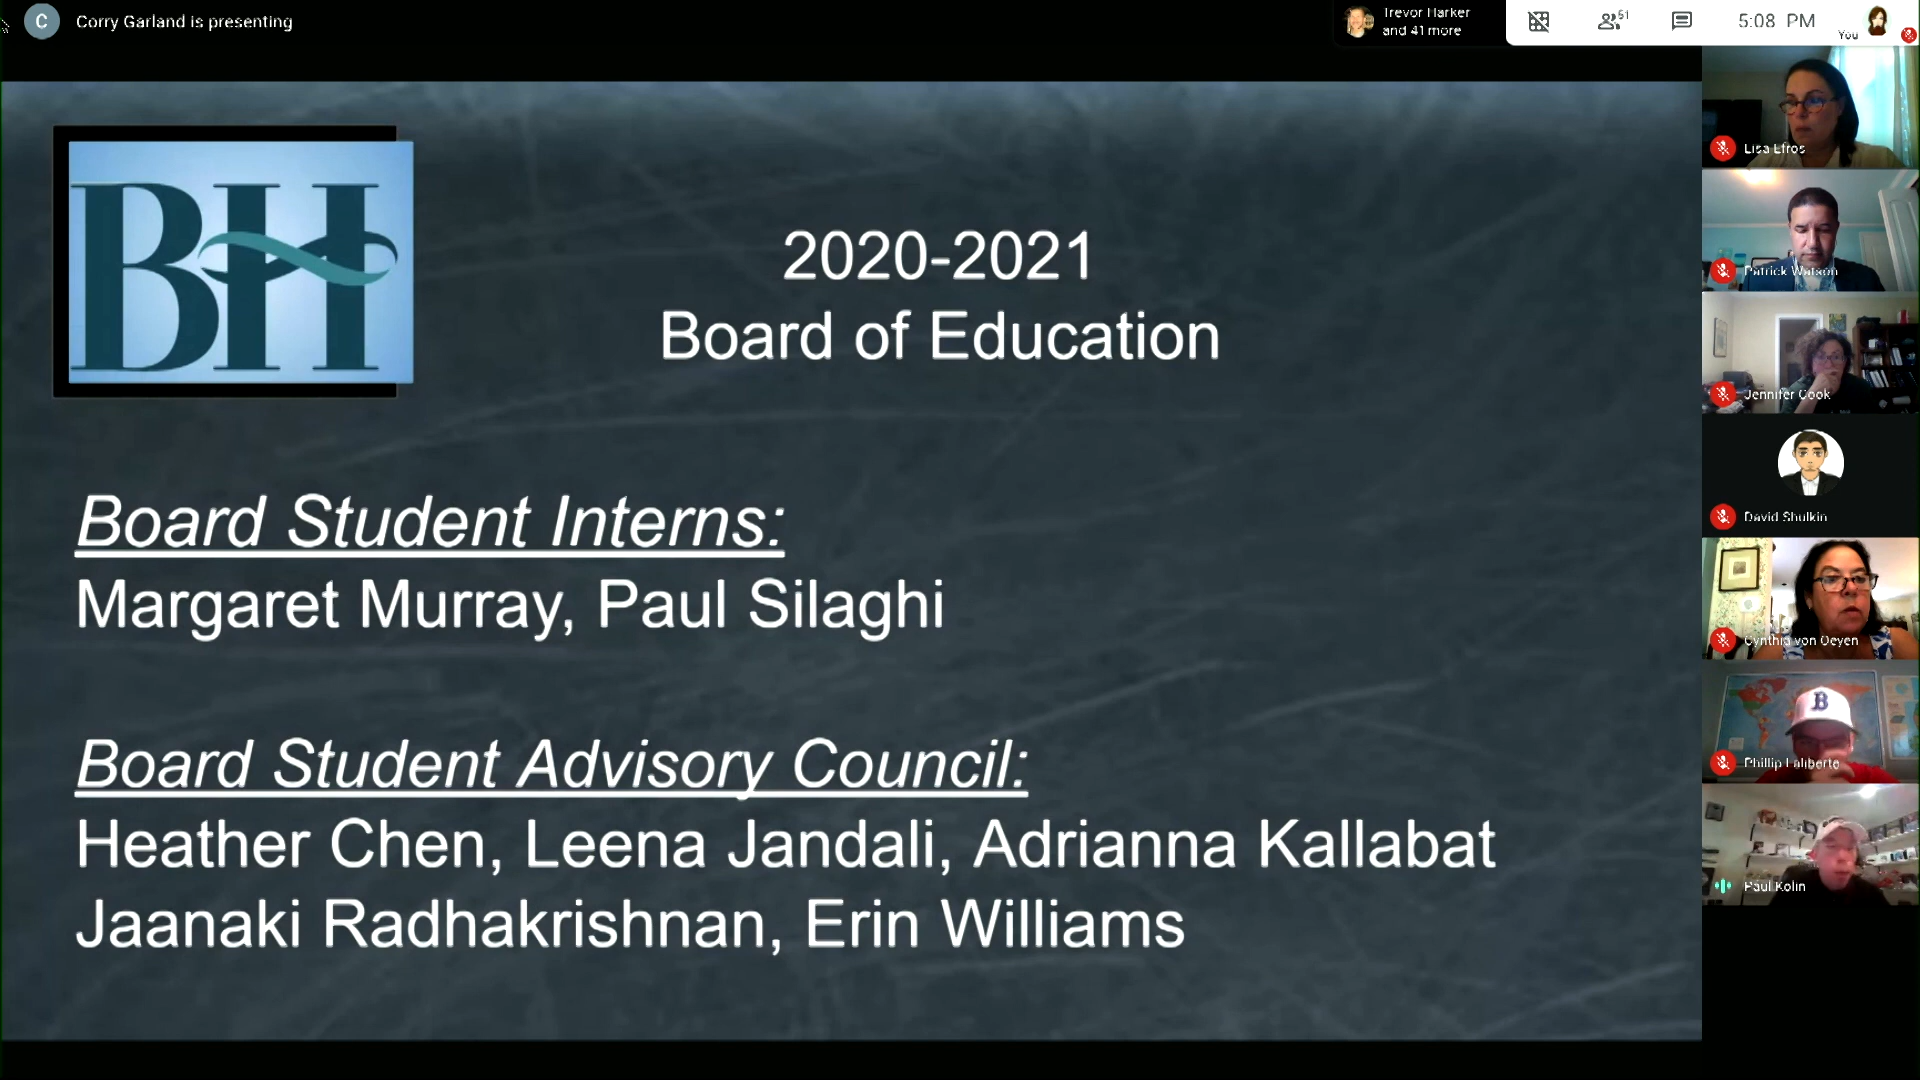 C
Corry Garland is presenting
Trevor Harker
and 41 more
51
5:08 PM
You
BH
2020-2021
Board of Education
Board Student Interns:
Margaret Murray, Paul Silaghi
Board Student Advisory Council:
Heather Chen, Leena Jandali, Adrianna Kallabat
Jaanaki Radhakrishnan, Erin Williams
Lisa Efros
Patrick Watson
Jennifer Cook
David Shulkin
Cynthia von Oeyen
B
Phillip Laliberte
Paul Kolin